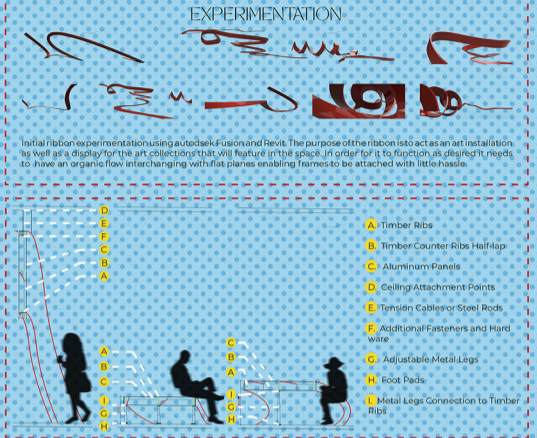 EXPERIMENTATION
Initial ribbon experimentation using autodsek Fusion and Revit. The purpose of the ribbon is to act as an art installation
as well as a display for the art collections that will feature in the space. In order for it to function as desired it needs
to have an organic flow interchanging with flat planes enabling frames to be attached with little hassle.
D
E
F
C
B
A
A
B
C
I
G
H
C
B
A
I
G
H
A. Timber Ribs
B. Timber Counter Ribs Half-lap
C. Aluminum Panels
D. Ceiling Attachment Points
E. Tension Cables or Steel Rods
F. Additional Fasteners and Hard
ware
G. Adjustable Metal Legs
H. Foot Pads
I. Metal Legs Connection to Timber
Ribs